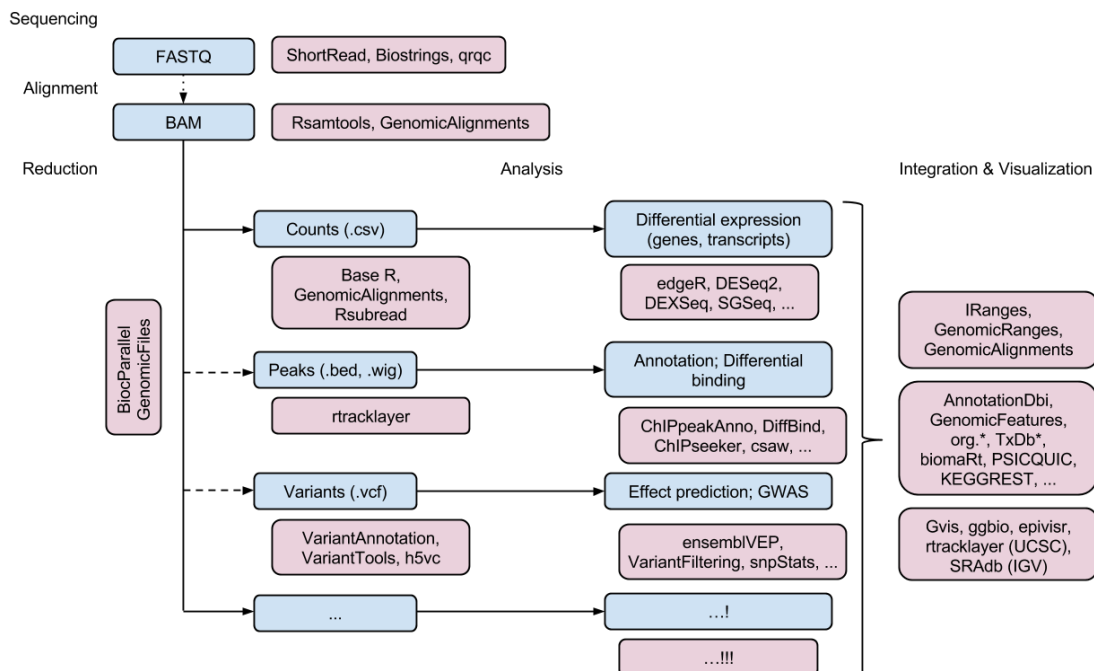 Sequencing
FASTQ
ShortRead, Biostrings, qrqc
Alignment
BAM
Rsamtools, GenomicAlignments
Reduction
Analysis
Integration & Visualization
Counts (.csv)
Differential expression
(genes, transcripts)
Base R,
GenomicAlignments,
Rsubread
edgeR, DESeq2,
DEXSeq, SGSeq, ...
BiocParallel
GenomicFiles
Peaks (.bed, .wig)
Annotation; Differential
binding
rtracklayer
ChIPpeakAnno, DiffBind,
ChIPseeker, csaw, ...
Variants (.vcf)
Effect prediction; GWAS
VariantAnnotation,
VariantTools, h5vc
ensemblVEP,
VariantFiltering, snpStats, ...
...
...!
...!!!
IRanges,
GenomicRanges,
GenomicAlignments
AnnotationDbi,
GenomicFeatures,
org.*, TxDb*,
biomaRt, PSICQUIC,
KEGGREST, ...
Gvis, ggbio, epivisr,
rtracklayer (UCSC),
SRAdb (IGV)